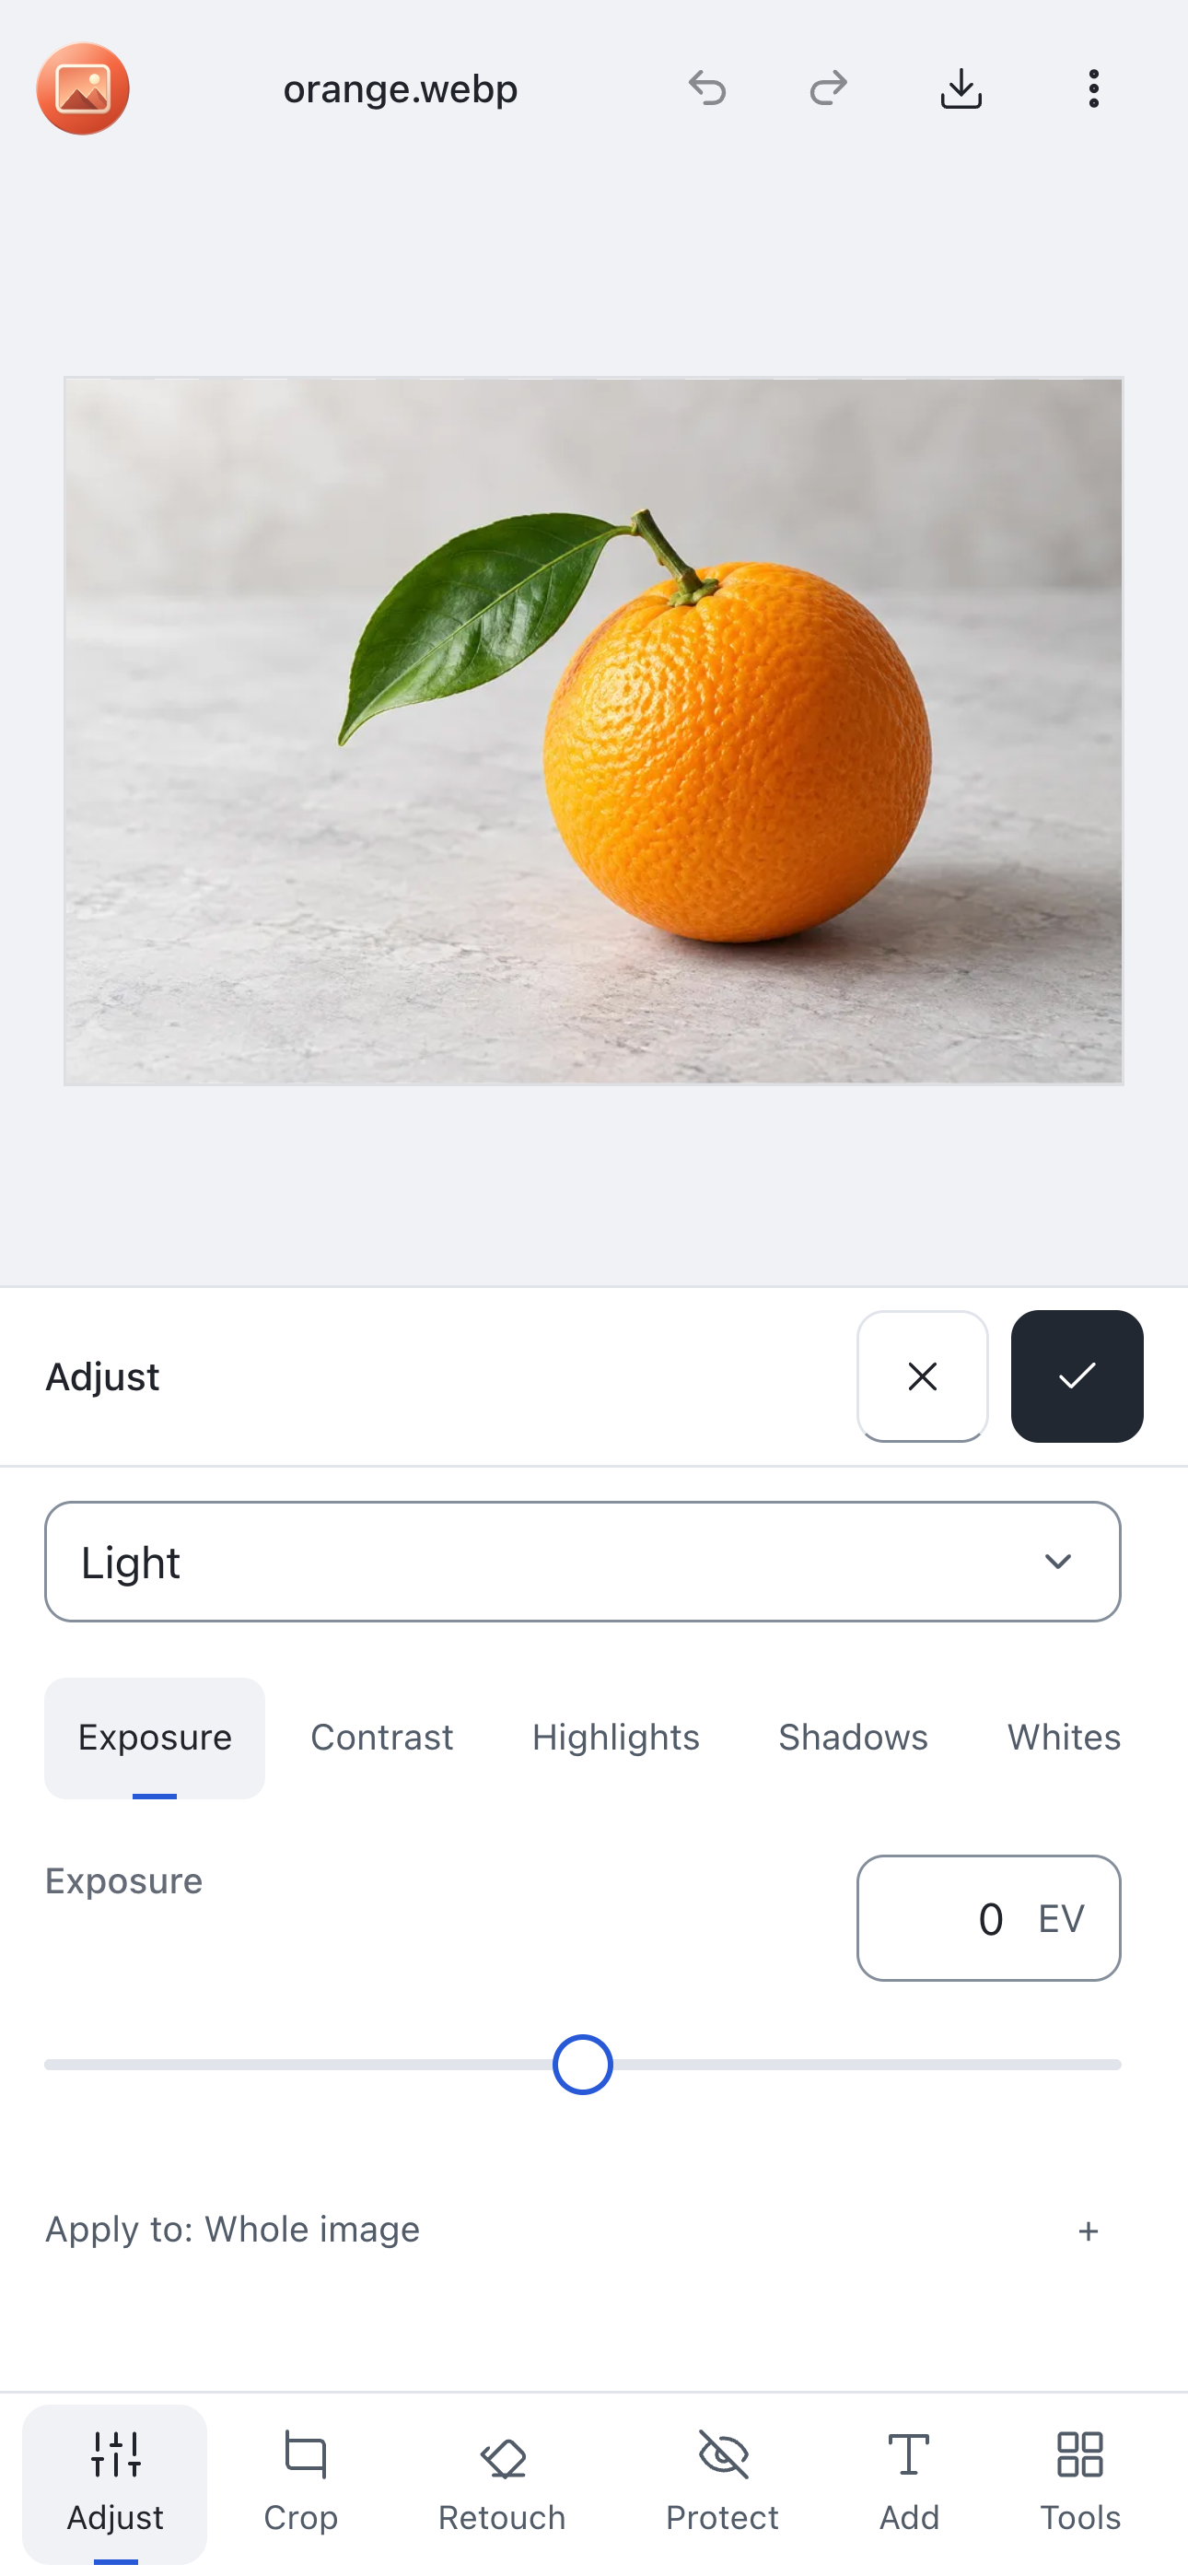 orange.webp
Adjust
Light
Exposure Contrast Highlights Shadows Whites
Exposure
0 EV
Apply to: Whole image +
Adjust Crop Retouch Protect Add Tools